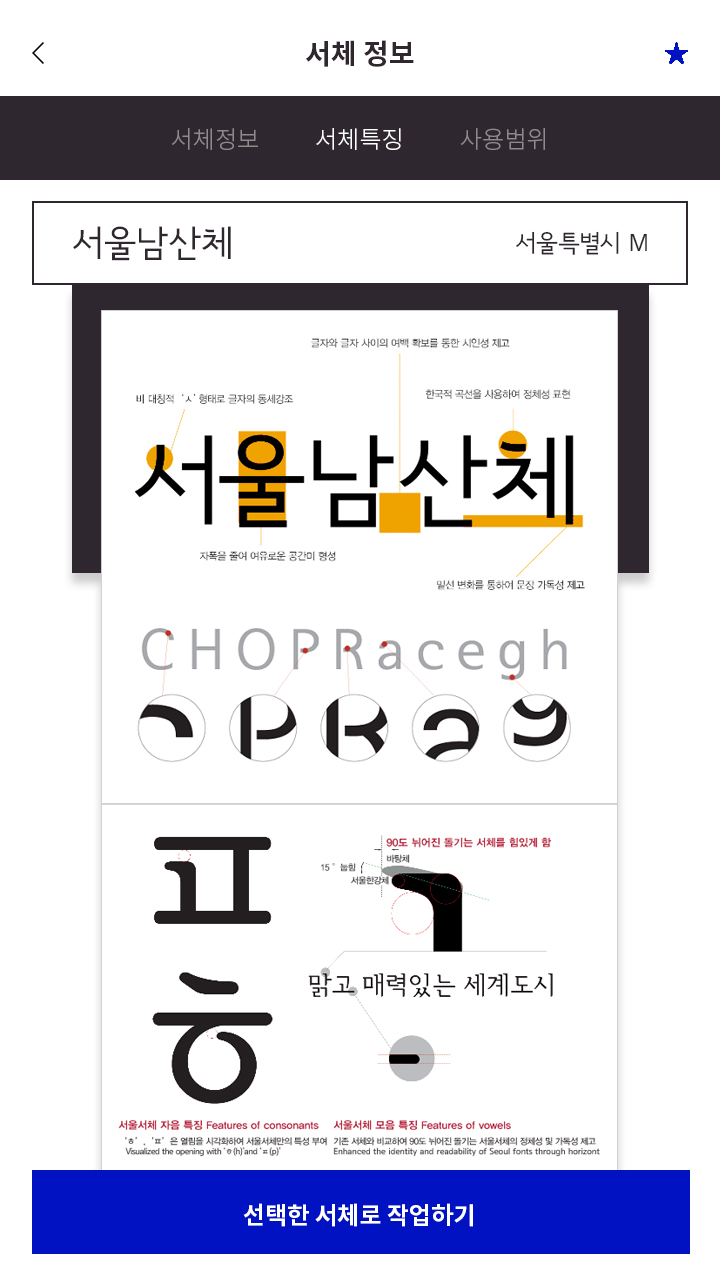 서체 정보
서체정보 서체특징 사용범위
서울남산체 서울특별시 M
글자와 글자 사이의 여백 확보를 통한 시인성 제고
비 대칭적 'ㅅ' 형태로 글자의 동세강조
한국적 곡선을 사용하여 정체성 표현
서울남산체
자폭을 줄여 여유로운 공간미 형성
밑선 변화를 통하여 문장 가독성 제고
CHOPRacegh
ㅍ
90도 뉘어진 돌기는 서체를 힘있게 함
바탕체
15° 눕힘
서울한강체
ㅎ
맑고 매력있는 세계도시
서울서체 자음 특징 Features of consonants
'ㅎ', 'ㅍ' 은 열림을 시각화하여 서울서체만의 특성 부여
Visualized the opening with 'ㅎ(h)'and 'ㅍ(p)'
서울서체 모음 특징 Features of vowels
기존 서체와 비교하여 90도 뉘어진 돌기는 서울서체의 정체성 및 가독성 제고
Enhanced the identity and readability of Seoul fonts through horizont
선택한 서체로 작업하기